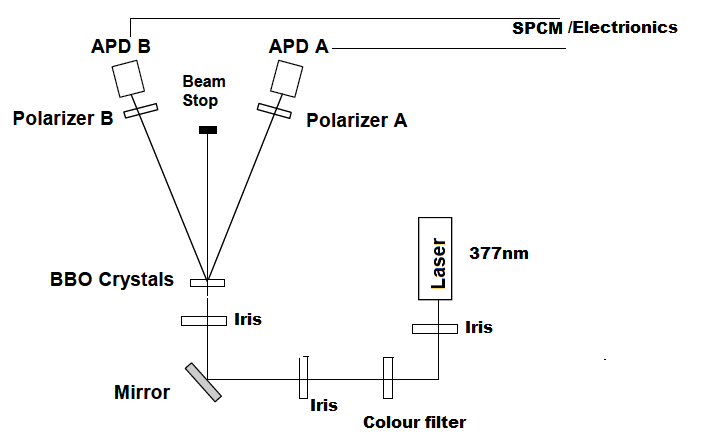 SPCM /Electrionics
APD B
APD A
Beam
Stop
Polarizer B
Polarizer A
Laser
377nm
BBO Crystals
Iris
Iris
Mirror
Iris
Colour filter